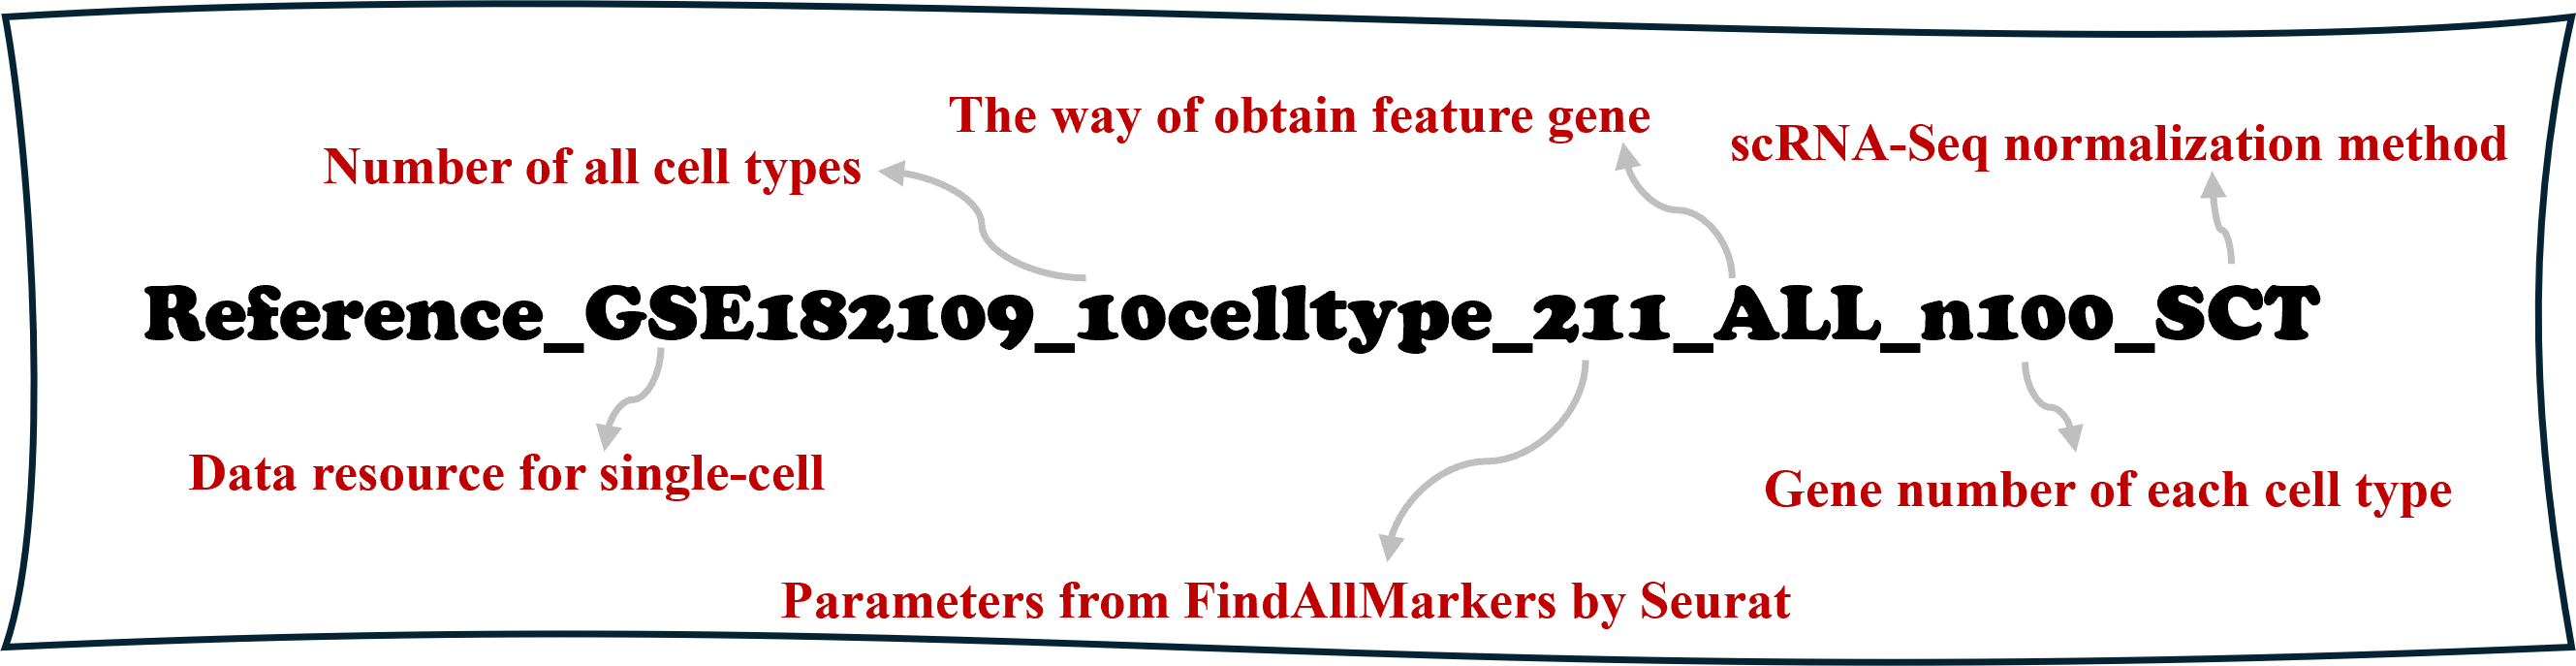 The way of obtain feature gene
scRNA-Seq normalization method
Number of all cell types
Reference_GSE182109_10celltype_211_ALL_n100_SCT
Data resource for single-cell
Gene number of each cell type
Parameters from FindAllMarkers by Seurat